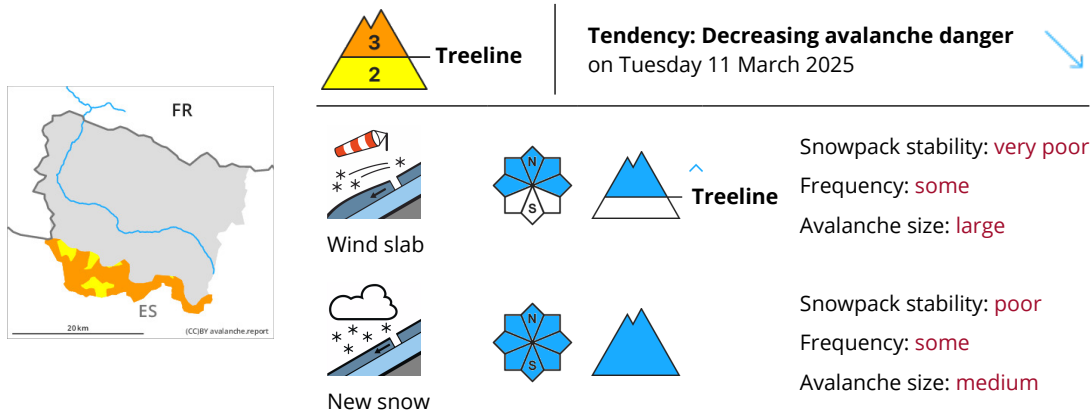 FR
ES
20 km
(CC)BY avalanche.report
3
2
Treeline
Tendency: Decreasing avalanche danger
on Tuesday 11 March 2025
Wind slab
N
S
Treeline
Snowpack stability: very poor
Frequency: some
Avalanche size: large
New snow
N
S
Snowpack stability: poor
Frequency: some
Avalanche size: medium